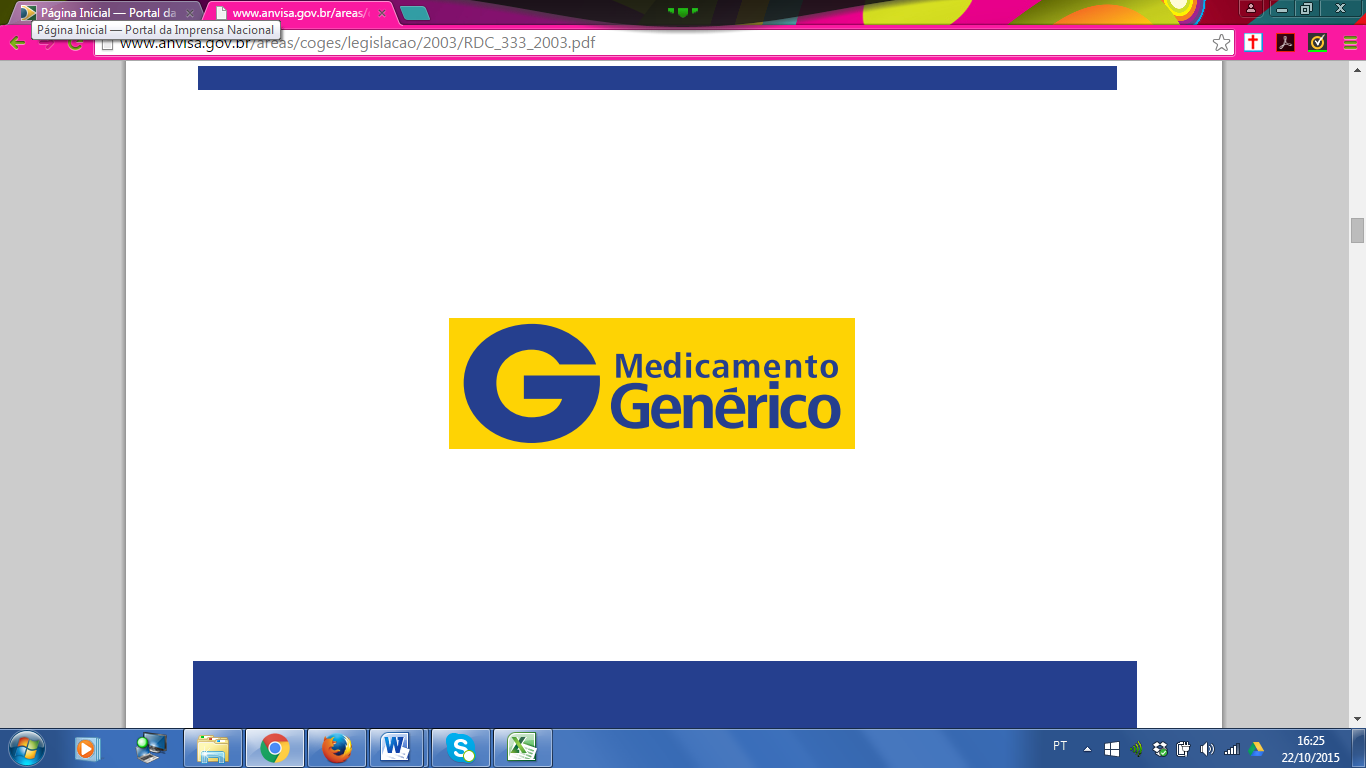 Página Inicial — Portal da
www.anvisa.gov.br/areas/
Página Inicial — Portal da Imprensa Nacional
www.anvisa.gov.br/areas/coges/legislacao/2003/RDC_333_2003.pdf
G
Medicamento
Genérico
PT
16:25
22/10/2015